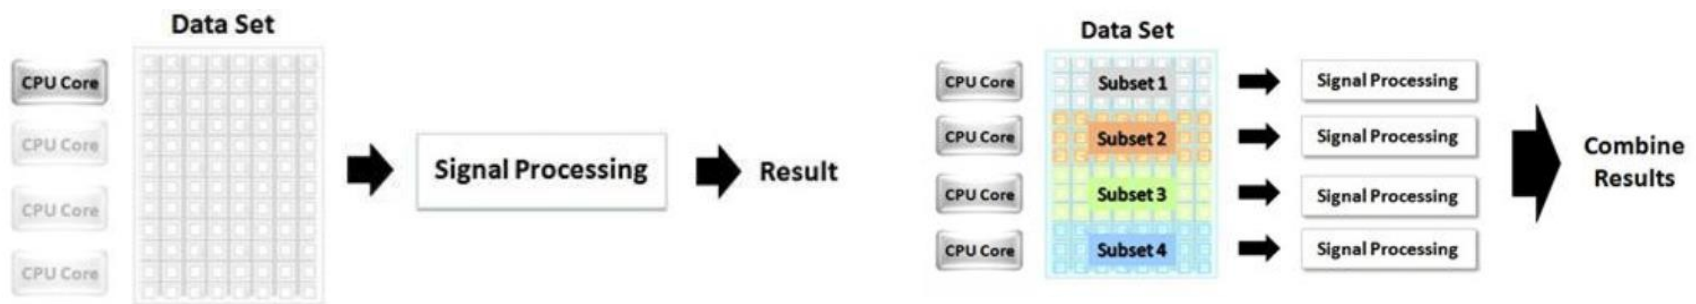 Data Set
CPU Core
CPU Core
CPU Core
CPU Core
Signal Processing
Result
Data Set
CPU Core
Subset 1
Signal Processing
CPU Core
Subset 2
Signal Processing
CPU Core
Subset 3
Signal Processing
CPU Core
Subset 4
Signal Processing
Combine
Results